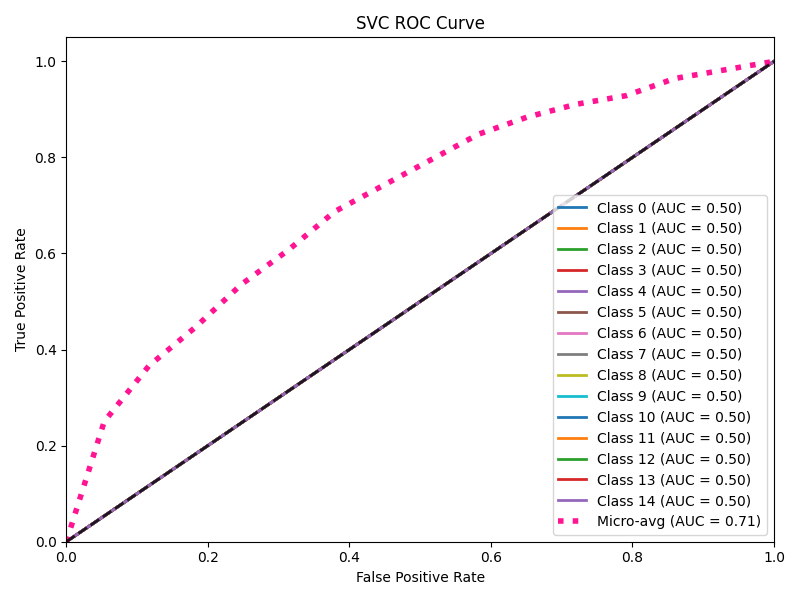 SVC ROC Curve
True Positive Rate
1.0
0.8
0.6
0.4
0.2
0.0
0.0 0.2 0.4 0.6 0.8 1.0
False Positive Rate
Class 0 (AUC = 0.50)
Class 1 (AUC = 0.50)
Class 2 (AUC = 0.50)
Class 3 (AUC = 0.50)
Class 4 (AUC = 0.50)
Class 5 (AUC = 0.50)
Class 6 (AUC = 0.50)
Class 7 (AUC = 0.50)
Class 8 (AUC = 0.50)
Class 9 (AUC = 0.50)
Class 10 (AUC = 0.50)
Class 11 (AUC = 0.50)
Class 12 (AUC = 0.50)
Class 13 (AUC = 0.50)
Class 14 (AUC = 0.50)
Micro-avg (AUC = 0.71)